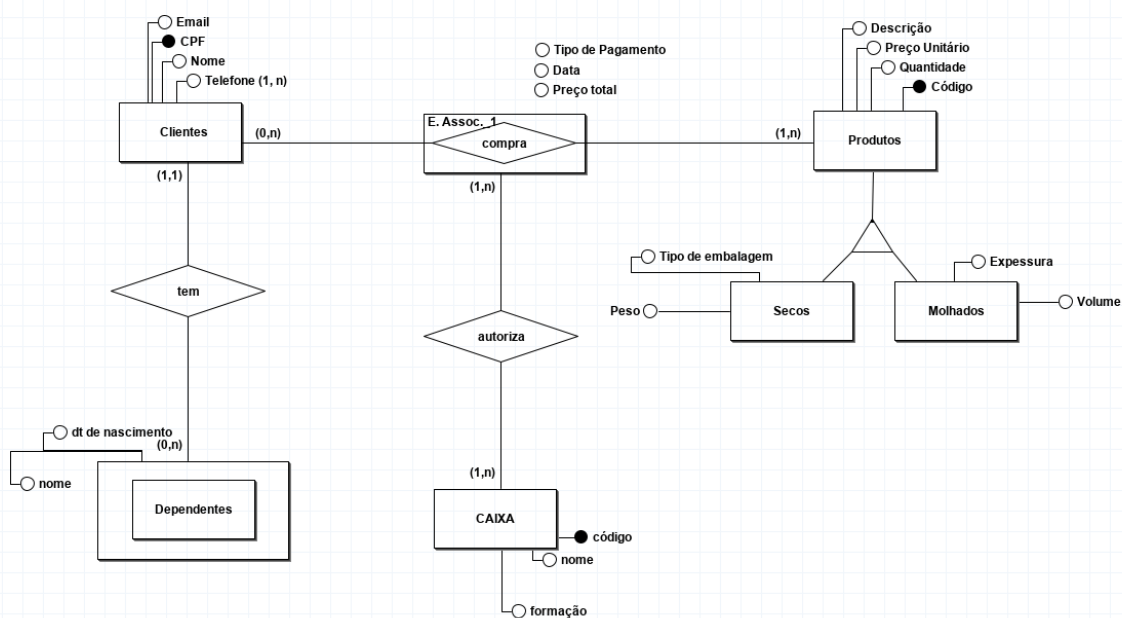 Email
CPF
Nome
Telefone (1, n)
Clientes
(0,n)
(1,1)
Tipo de Pagamento
Data
Preço total
E. Assoc._1
compra
(1,n)
(1,n)
Descrição
Preço Unitário
Quantidade
Código
Produtos
Tipo de embalagem
Peso
Secos
Expessura
Volume
Molhados
tem
autoriza
dt de nascimento
(0,n)
nome
Dependentes
(1,n)
CAIXA
código
nome
formação